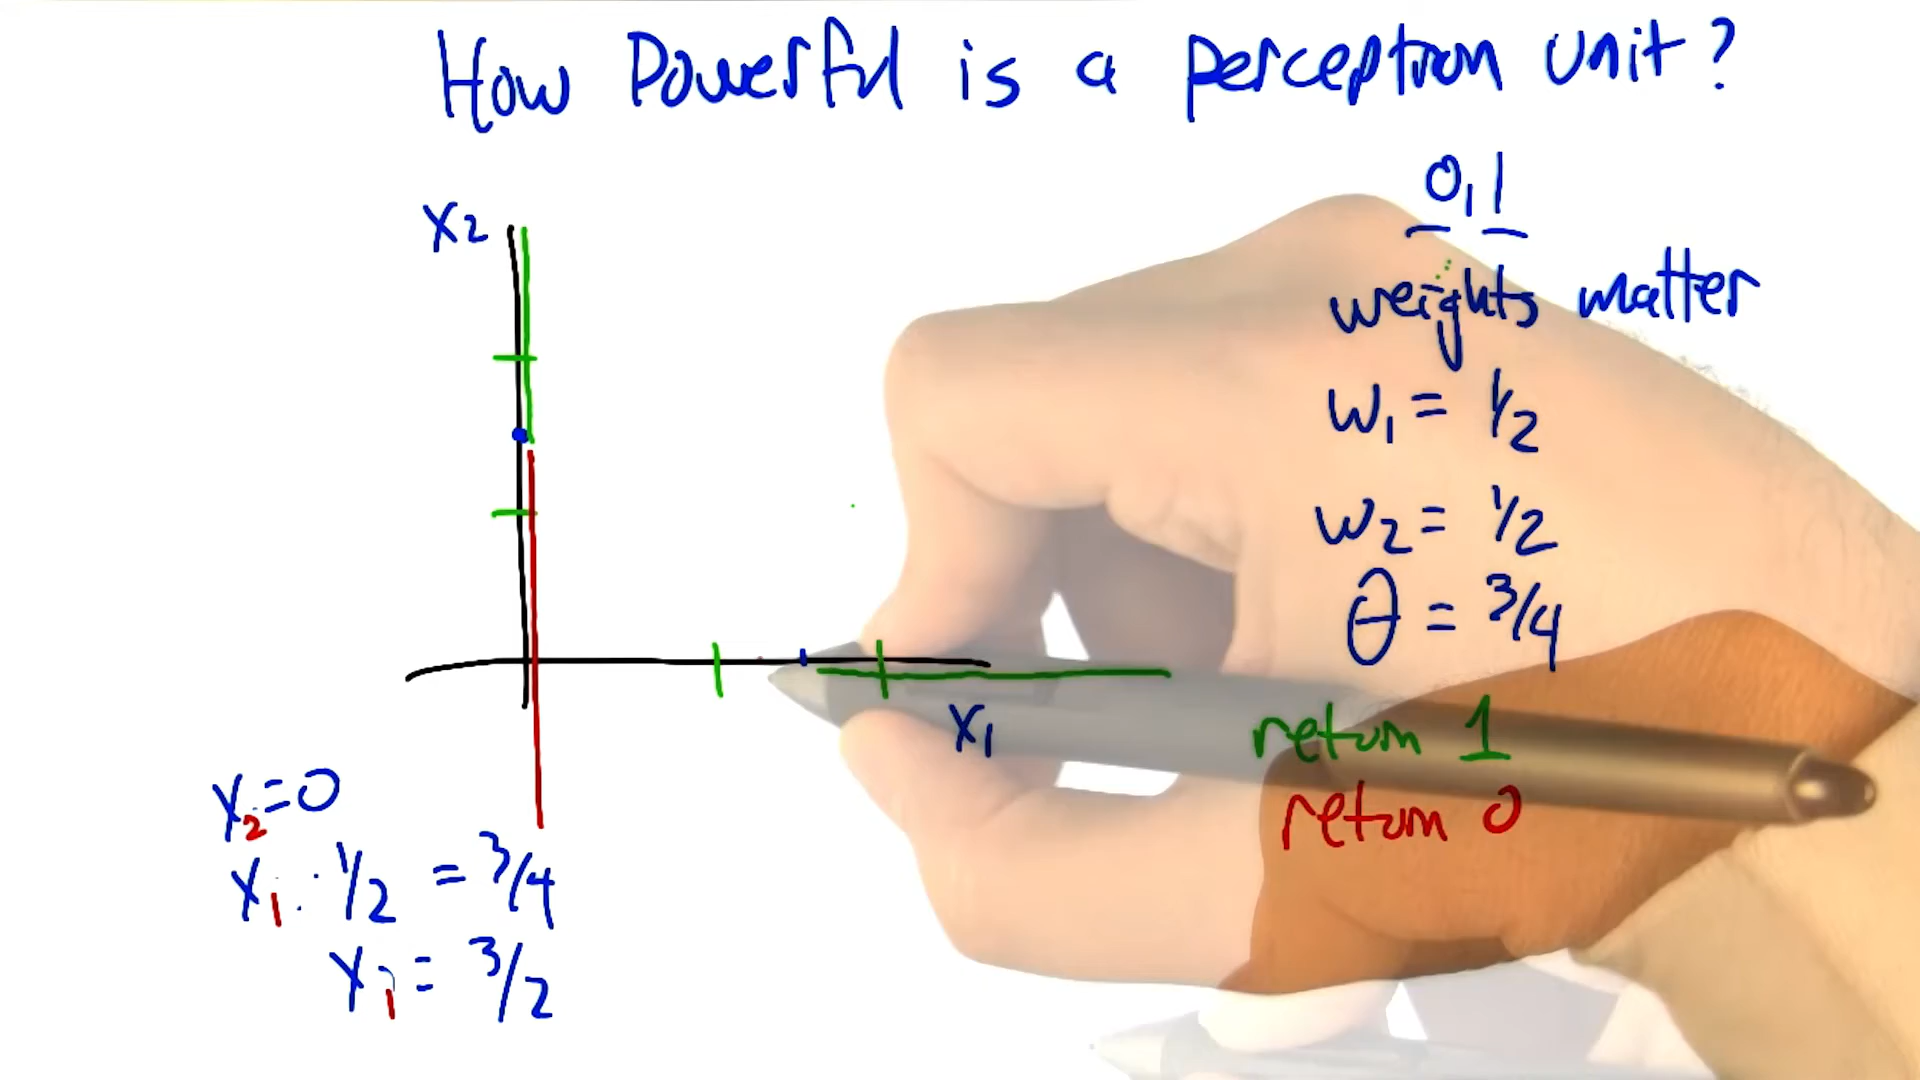 How Powerful is a perceptron unit?
0,1
weights matter
X2
w1 = 1/2
w2 = 1/2
θ = 3/4
X1
return 1
return 0
X2=0
X1 · 1/2 = 3/4
X1 = 3/2